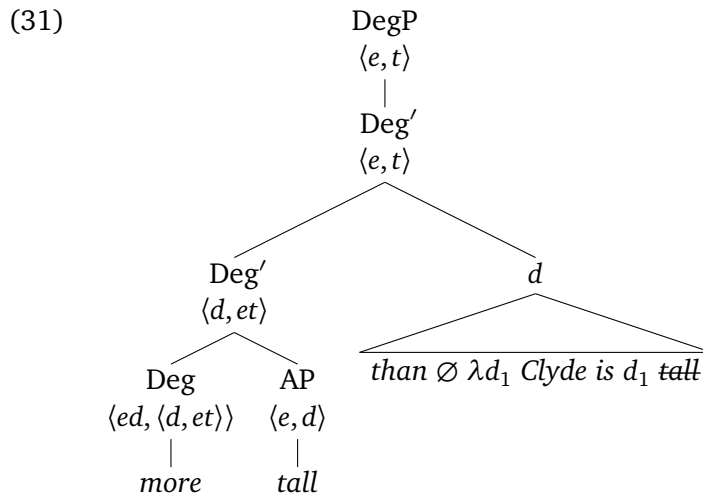 (31) DegP
⟨e, t⟩
Deg′
⟨e, t⟩
Deg′ d
⟨d, et⟩
Deg AP than ∅ λd₁ Clyde is d₁ tall
⟨ed, ⟨d, et⟩⟩ ⟨e, d⟩
more tall